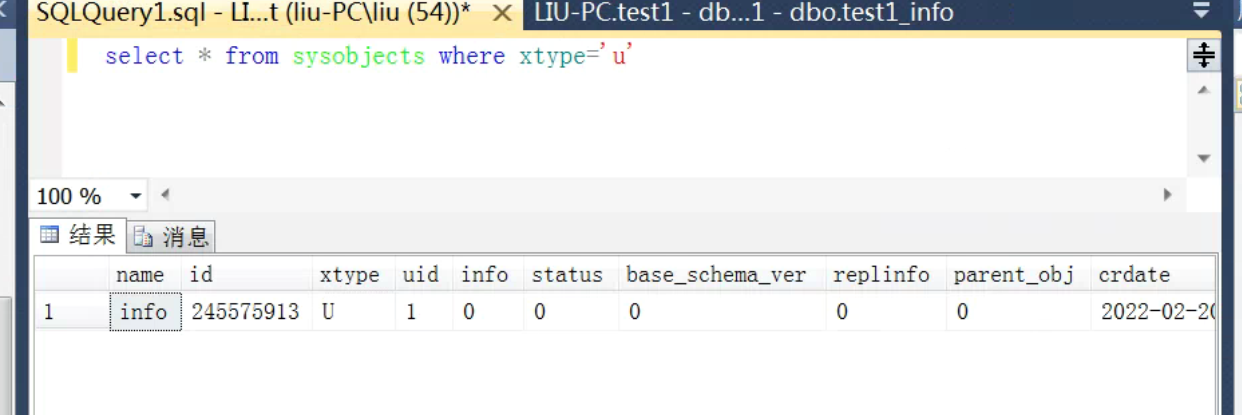 SQLQuery1.sql - LI...t (liu-PC\liu (54))* LIU-PC.test1 - db...1 - dbo.test1_info
select * from sysobjects where xtype='u'
100 %
结果 消息
name id xtype uid info status base_schema_ver replinfo parent_obj crdate
1 info 245575913 U 1 0 0 0 0 0 2022-02-20